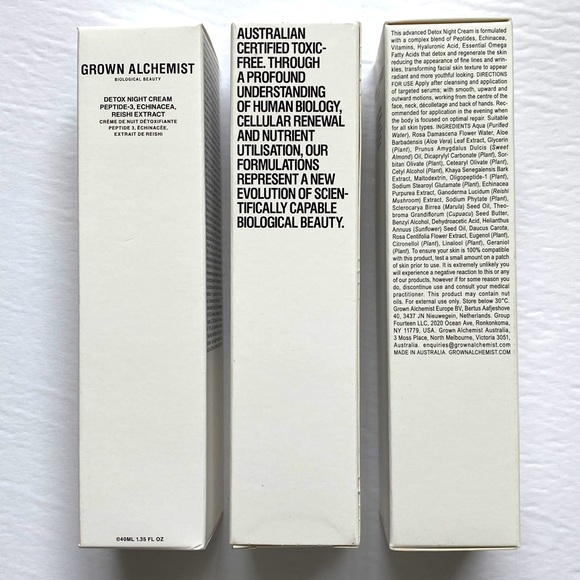 GROWN ALCHEMIST
BIOLOGICAL BEAUTY
DETOX NIGHT CREAM
PEPTIDE-3, ECHINACEA,
REISHI EXTRACT
CRÈME DE NUIT DÉTOXIFIANTE
PEPTIDE 3, ÉCHINACÉE,
EXTRAIT DE REISHI
℮40ML 1.35 FL OZ
AUSTRALIAN
CERTIFIED TOXIC-
FREE. THROUGH
A PROFOUND
UNDERSTANDING
OF HUMAN BIOLOGY,
CELLULAR RENEWAL
AND NUTRIENT
UTILISATION, OUR
FORMULATIONS
REPRESENT A NEW
EVOLUTION OF SCIEN-
TIFICALLY CAPABLE
BIOLOGICAL BEAUTY.
This advanced Detox Night Cream is formulated
with a complex blend of Peptides, Echinacea,
Vitamins, Hyaluronic Acid, Essential Omega
Fatty Acids that detox and regenerate the skin
reducing the appearance of fine lines and wrin-
kles, transforming facial skin texture to appear
radiant and more youthful looking. DIRECTIONS
FOR USE Apply after cleansing and application
of targeted serums; with smooth, upward and
outward motions, working from the centre of the
face, neck, décolletage and back of hands. Rec-
ommended for application in the evening when
the body is focused on optimal repair. Suitable
for all skin types. INGREDIENTS Aqua (Purified
Water), Rosa Damascena Flower Water, Aloe
Barbadensis (Aloe Vera) Leaf Extract, Glycerin
(Plant), Prunus Amygdalus Dulcis (Sweet
Almond) Oil, Dicaprylyl Carbonate (Plant), Sor-
bitan Olivate (Plant), Cetearyl Olivate (Plant),
Cetyl Alcohol (Plant), Khaya Senegalensis Bark
Extract, Maltodextrin, Oligopeptide-1 (Plant),
Sodium Stearoyl Glutamate (Plant), Echinacea
Purpurea Extract, Ganoderma Lucidum (Reishi
Mushroom) Extract, Sodium Phytate (Plant),
Sclerocarya Birrea (Marula) Seed Oil, Theo-
broma Grandiflorum (Cupuacu) Seed Butter,
Benzyl Alcohol, Dehydroacetic Acid, Helianthus
Annuus (Sunflower) Seed Oil, Daucus Carota,
Rosa Centifolia Flower Extract, Eugenol (Plant),
Citronellol (Plant), Linalool (Plant), Geraniol
(Plant). To ensure your skin is 100% compatible
with this product, test a small amount on a patch
of skin prior to use. It is extremely unlikely you
will experience a negative reaction to this or any
of our products, however if for some reason you
do, discontinue use and consult your medical
practitioner. This product may contain nut
oils. For external use only. Store below 30°C.
Grown Alchemist Europe BV, Bertus Aafjeshove
40, 3437 JN Nieuwegein, Netherlands. Group
Fourteen LLC, 2020 Ocean Ave, Ronkonkoma,
NY 11779, USA. Grown Alchemist Australia,
3 Moss Place, North Melbourne, Victoria 3051,
Australia. enquiries@grownalchemist.com
MADE IN AUSTRALIA. GROWNALCHEMIST.COM